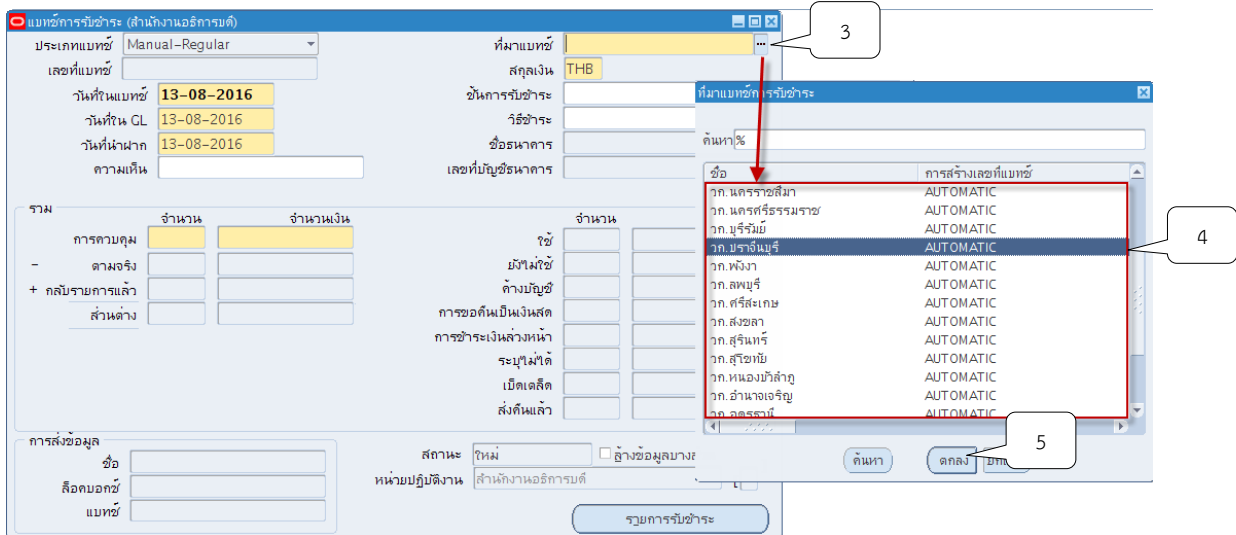 แบทช์การรับชำระ (สำนักงานอธิการบดี)
ประเภทแบทช์ Manual-Regular
ที่มาแบทช์ ...
3
เลขที่แบทช์
สกุลเงิน THB
วันที่ในแบทช์ 13-08-2016
ชั้นการรับชำระ
วันที่ใน GL 13-08-2016
วิธีชำระ
วันที่นำฝาก 13-08-2016
ชื่อธนาคาร
ความเห็น
เลขที่บัญชีธนาคาร
รวม
จำนวน จำนวนเงิน จำนวน
การควบคุม
- ตามจริง
+ กลับรายการแล้ว
ส่วนต่าง
ใช้
ยังไม่ใช้
ค้างบัญชี
การขอคืนเป็นเงินสด
การชำระเงินล่วงหน้า
ระบุไม่ได้
เบ็ดเตล็ด
ส่งคืนแล้ว
การส่งข้อมูล
ชื่อ
ล็อคบอกซ์
แบทช์
สถานะ ใหม่
ล้างข้อมูลบาง
หน่วยปฏิบัติงาน สำนักงานอธิการบดี
รายการรับชำระ
ที่มาแบทช์การรับชำระ
ค้นหา %
ชื่อ การสร้างเลขที่แบทช์
วก.นครราชสีมา AUTOMATIC
วก.นครศรีธรรมราช AUTOMATIC
วก.บุรีรัมย์ AUTOMATIC
วก.ปราจีนบุรี AUTOMATIC
4
วก.พังงา AUTOMATIC
วก.ลพบุรี AUTOMATIC
วก.ศรีสะเกษ AUTOMATIC
วก.สงขลา AUTOMATIC
วก.สุรินทร์ AUTOMATIC
วก.สุโขทัย AUTOMATIC
วก.หนองบัวลำภู AUTOMATIC
วก.อำนาจเจริญ AUTOMATIC
วก.อุดรธานี AUTOMATIC
5
ค้นหา ตกลง